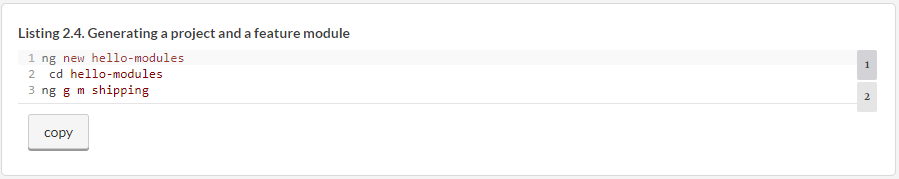 Listing 2.4. Generating a project and a feature module
1 ng new hello-modules
2  cd hello-modules
3 ng g m shipping
1
2
copy